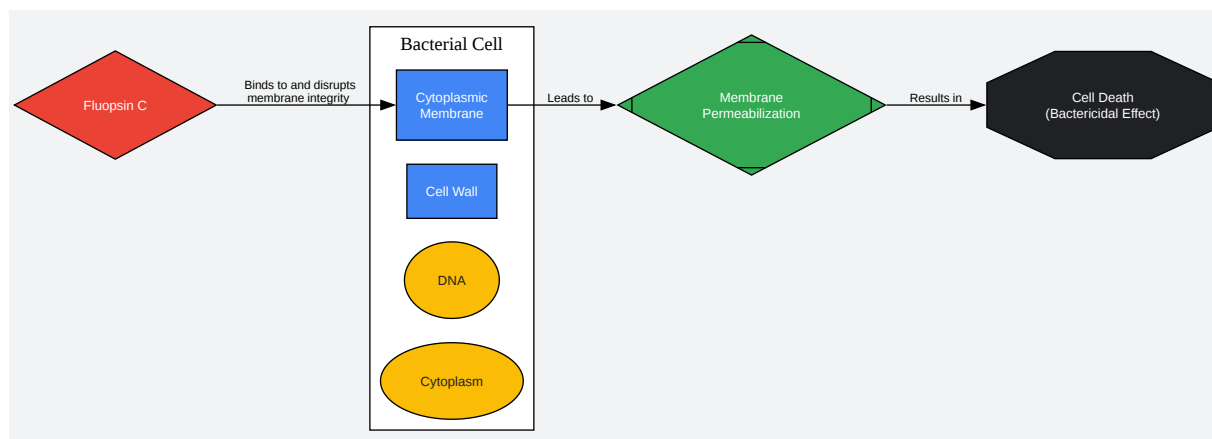 Bacterial Cell
Fluopsin C
Binds to and disrupts
membrane integrity
Cytoplasmic
Membrane
Leads to
Membrane
Permeabilization
Results in
Cell Death
(Bactericidal Effect)
Cell Wall
DNA
Cytoplasm